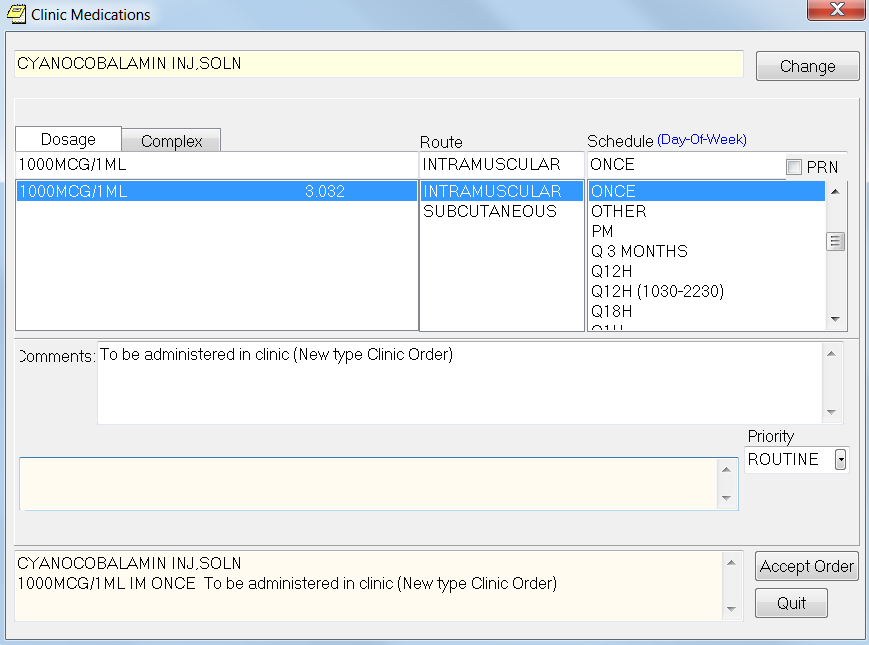 Clinic Medications
CYANOCOBALAMIN INJ,SOLN
Change
Dosage
Complex
Route
Schedule (Day-Of-Week)
1000MCG/1ML
INTRAMUSCULAR
ONCE
PRN
1000MCG/1ML 3.032
INTRAMUSCULAR
SUBCUTANEOUS
ONCE
OTHER
PM
Q 3 MONTHS
Q12H
Q12H (1030-2230)
Q18H
Comments:
To be administered in clinic (New type Clinic Order)
Priority
ROUTINE
CYANOCOBALAMIN INJ,SOLN
1000MCG/1ML IM ONCE To be administered in clinic (New type Clinic Order)
Accept Order
Quit